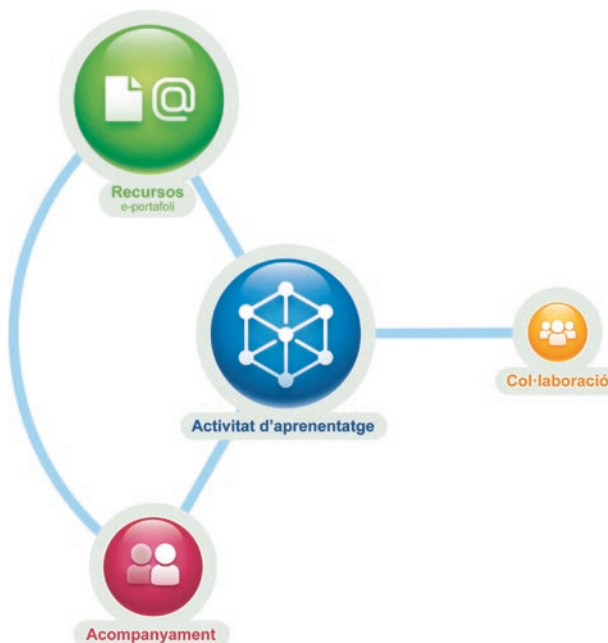 @
Recursos
e-portafoli
Activitat d'aprenentatge
Col·laboració
Acompanyament